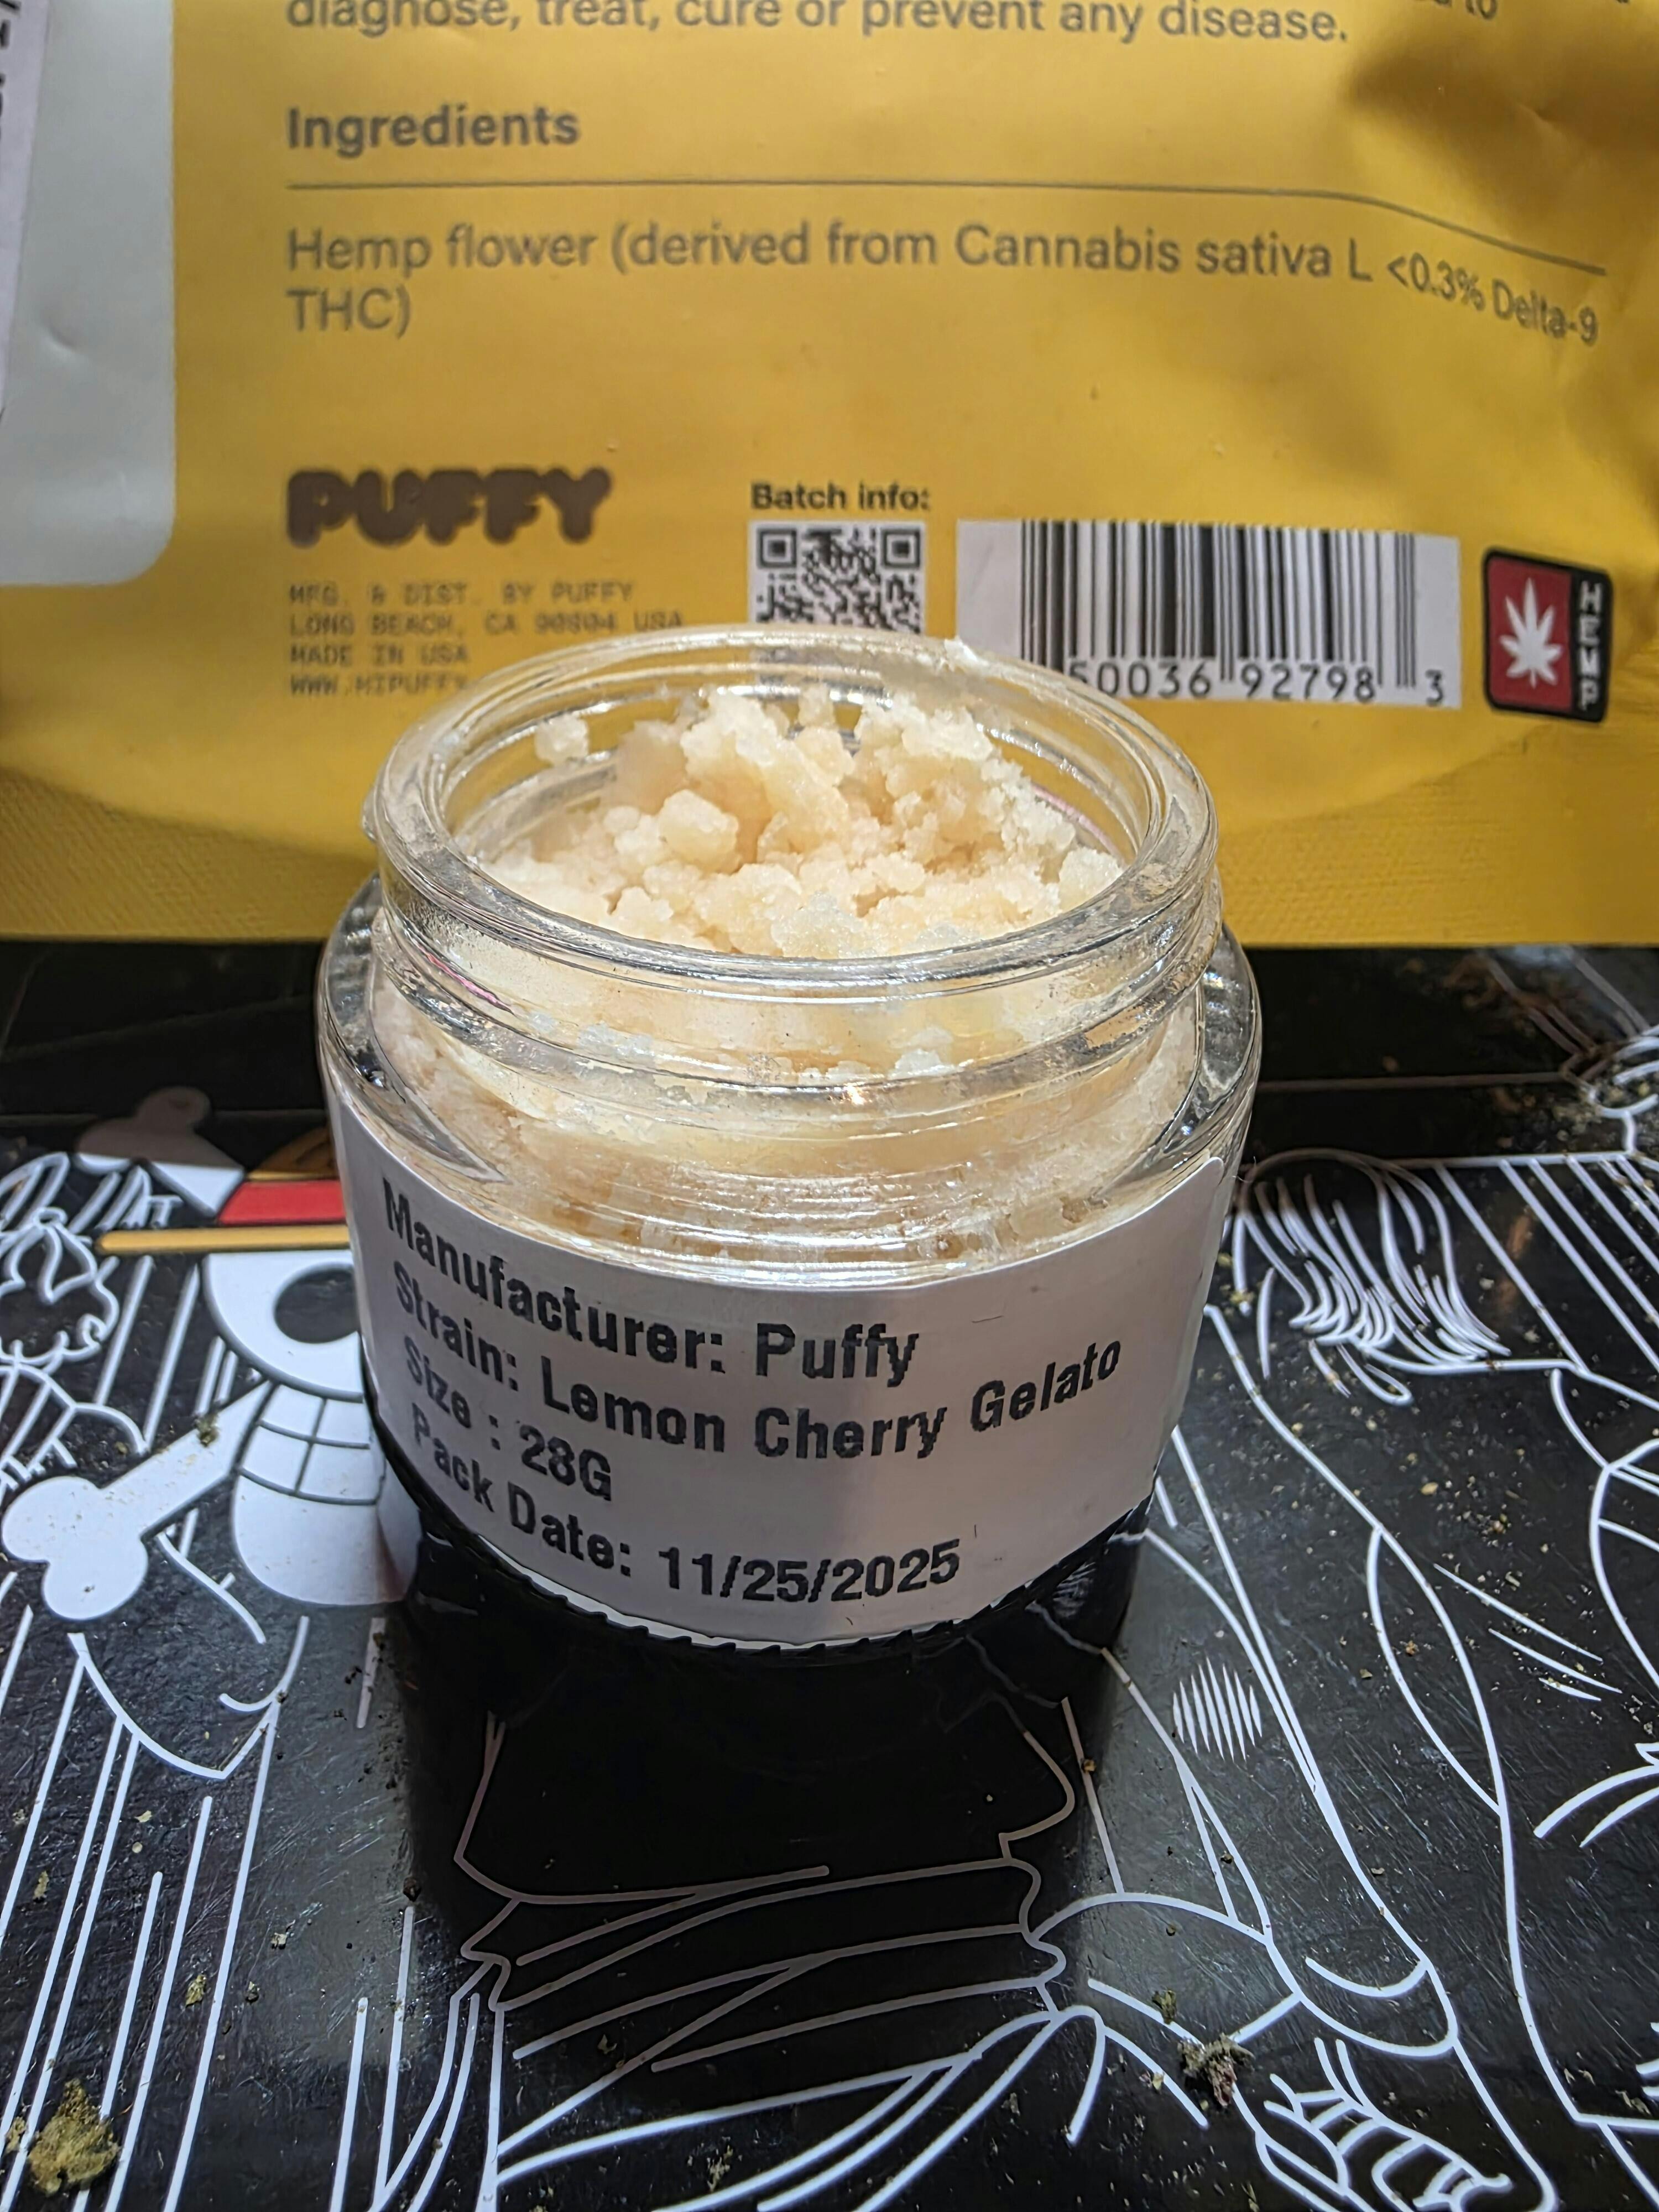 diagnose, treat, cure or prevent any disease.
Ingredients
Hemp flower (derived from Cannabis sativa L <0.3% Delta-9
THC)
PUFFY
MFG. & DIST. BY PUFFY
LONG BEACH, CA 90804 USA
MADE IN USA
WWW.HIPUFFY
Batch info:
50036 92798 3
HEMP
Manufacturer: Puffy
Strain: Lemon Cherry Gelato
Size : 28G
Pack Date: 11/25/2025